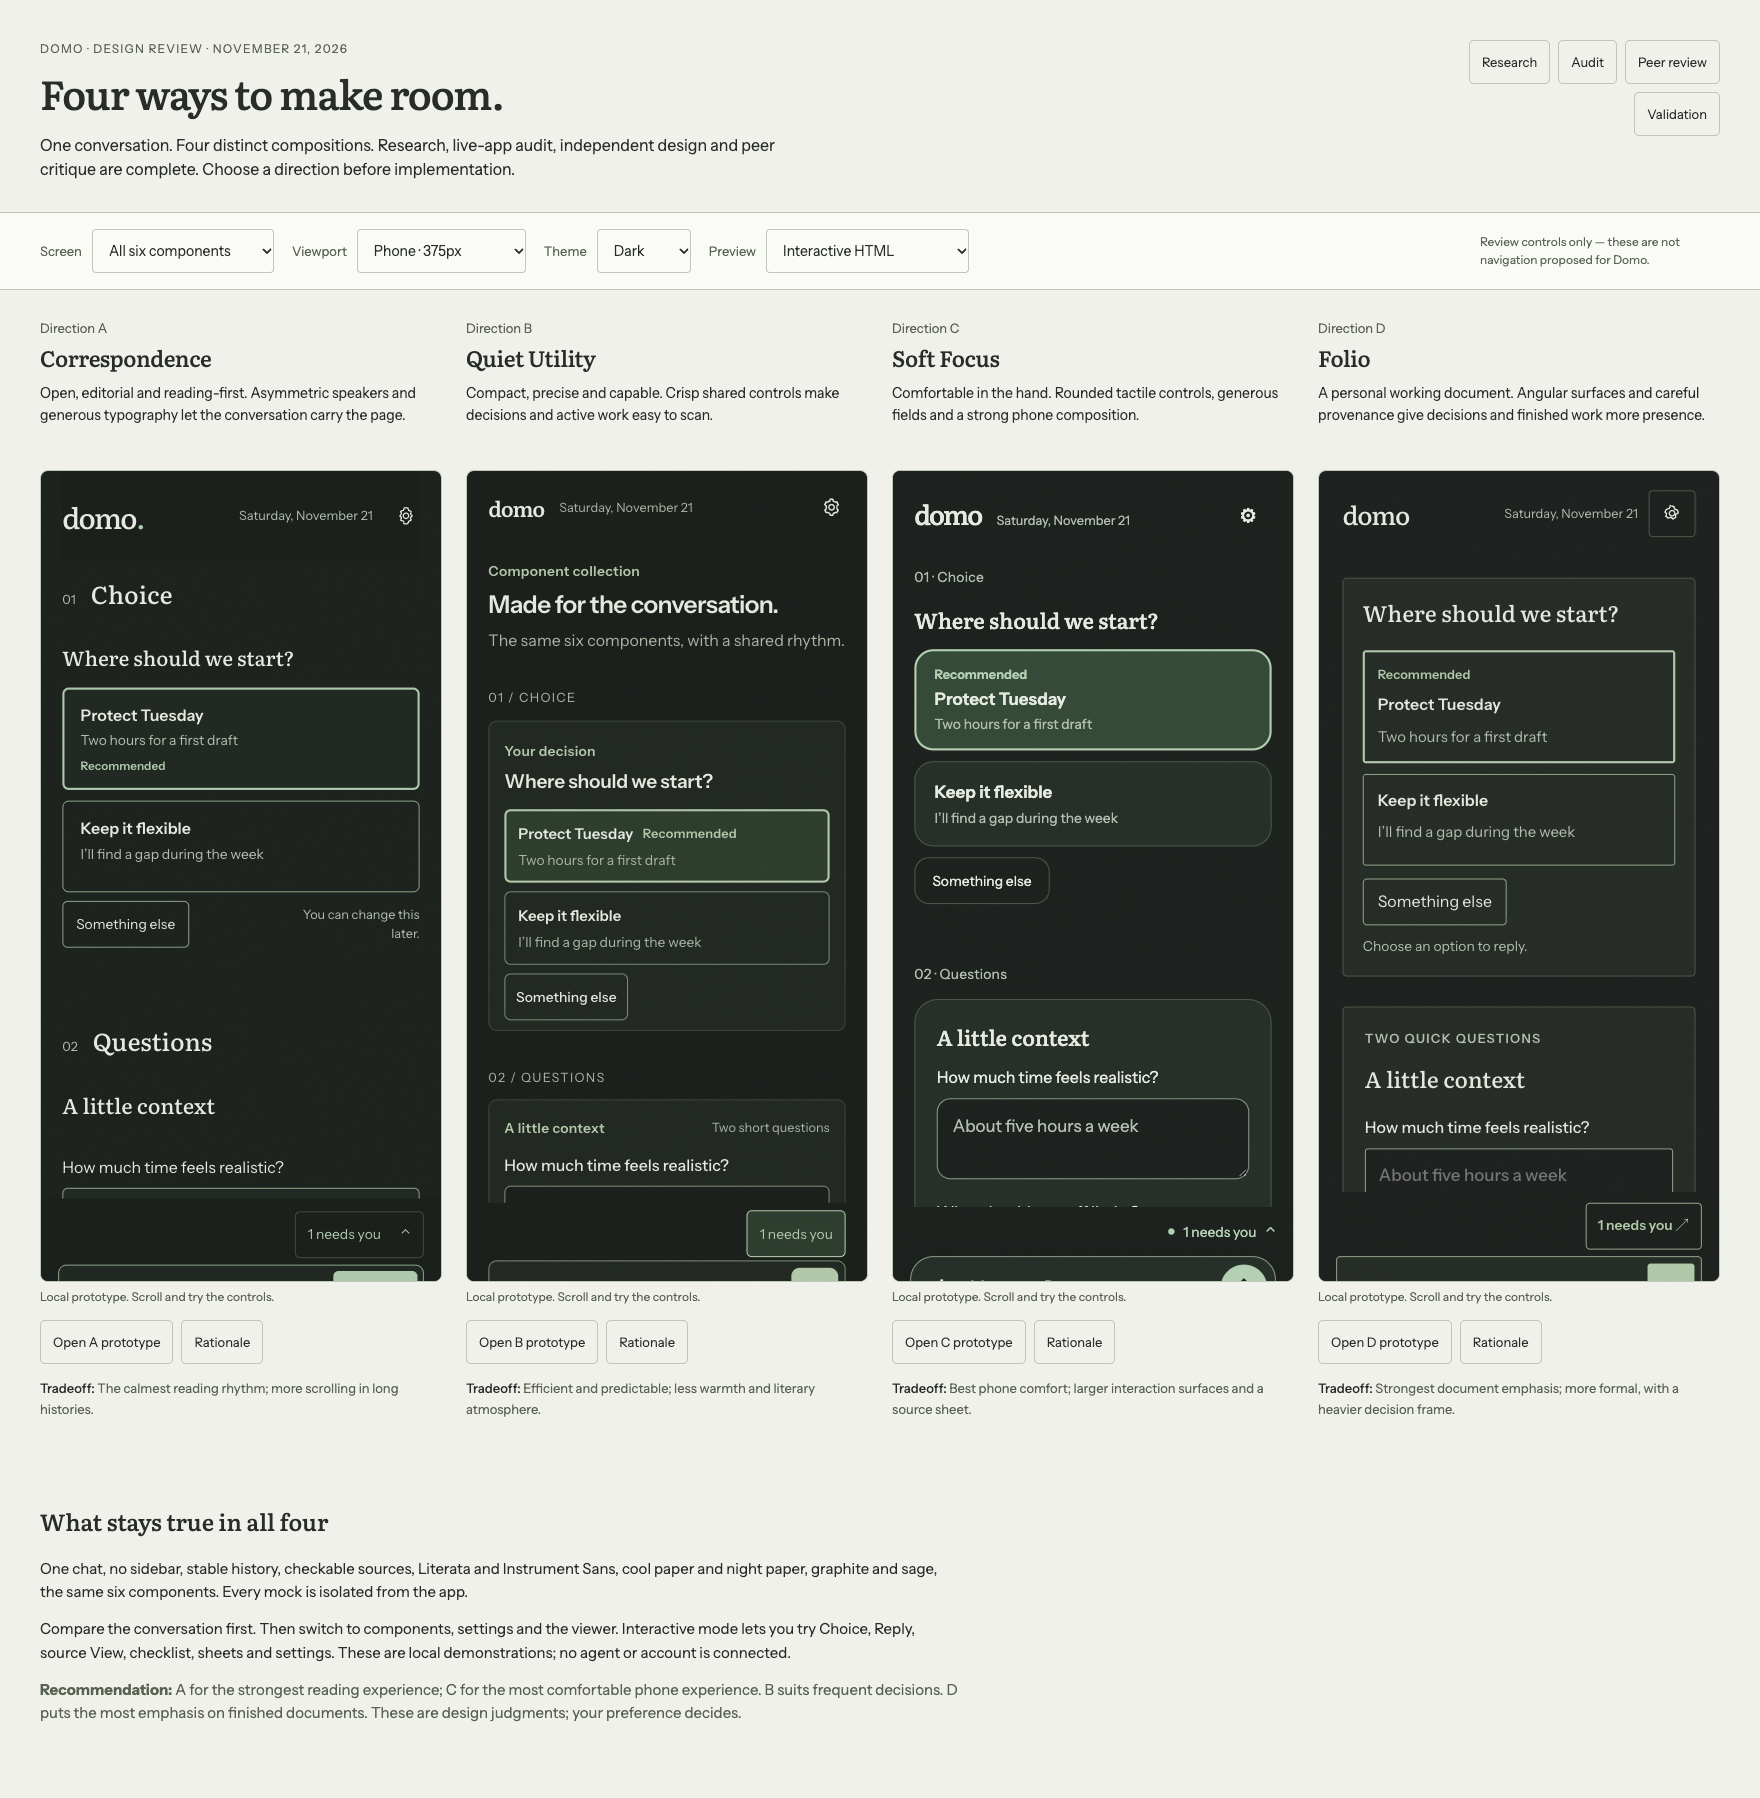 DOMO · DESIGN REVIEW · NOVEMBER 21, 2026
Four ways to make room.
One conversation. Four distinct compositions. Research, live-app audit, independent design and peer
critique are complete. Choose a direction before implementation.
Research
Audit
Peer review
Validation
Screen
All six components
Viewport
Phone · 375px
Theme
Dark
Preview
Interactive HTML
Review controls only — these are not
navigation proposed for Domo.
Direction A
Correspondence
Open, editorial and reading-first. Asymmetric speakers and
generous typography let the conversation carry the page.
domo.
Saturday, November 21
01 Choice
Where should we start?
Protect Tuesday
Two hours for a first draft
Recommended
Keep it flexible
I'll find a gap during the week
Something else
You can change this
later.
02 Questions
A little context
How much time feels realistic?
1 needs you
Local prototype. Scroll and try the controls.
Open A prototype
Rationale
Tradeoff: The calmest reading rhythm; more scrolling in long
histories.
Direction B
Quiet Utility
Compact, precise and capable. Crisp shared controls make
decisions and active work easy to scan.
domo
Saturday, November 21
Component collection
Made for the conversation.
The same six components, with a shared rhythm.
01 / CHOICE
Your decision
Where should we start?
Protect Tuesday Recommended
Two hours for a first draft
Keep it flexible
I'll find a gap during the week
Something else
02 / QUESTIONS
A little context
Two short questions
How much time feels realistic?
1 needs you
Local prototype. Scroll and try the controls.
Open B prototype
Rationale
Tradeoff: Efficient and predictable; less warmth and literary
atmosphere.
Direction C
Soft Focus
Comfortable in the hand. Rounded tactile controls, generous
fields and a strong phone composition.
domo
Saturday, November 21
01 · Choice
Where should we start?
Recommended
Protect Tuesday
Two hours for a first draft
Keep it flexible
I'll find a gap during the week
Something else
02 · Questions
A little context
How much time feels realistic?
About five hours a week
1 needs you
Local prototype. Scroll and try the controls.
Open C prototype
Rationale
Tradeoff: Best phone comfort; larger interaction surfaces and a
source sheet.
Direction D
Folio
A personal working document. Angular surfaces and careful
provenance give decisions and finished work more presence.
domo
Saturday, November 21
Where should we start?
Recommended
Protect Tuesday
Two hours for a first draft
Keep it flexible
I'll find a gap during the week
Something else
Choose an option to reply.
TWO QUICK QUESTIONS
A little context
How much time feels realistic?
About five hours a week
1 needs you
Local prototype. Scroll and try the controls.
Open D prototype
Rationale
Tradeoff: Strongest document emphasis; more formal, with a
heavier decision frame.
What stays true in all four
One chat, no sidebar, stable history, checkable sources, Literata and Instrument Sans, cool paper and night paper, graphite and sage,
the same six components. Every mock is isolated from the app.
Compare the conversation first. Then switch to components, settings and the viewer. Interactive mode lets you try Choice, Reply,
source View, checklist, sheets and settings. These are local demonstrations; no agent or account is connected.
Recommendation: A for the strongest reading experience; C for the most comfortable phone experience. B suits frequent decisions. D
puts the most emphasis on finished documents. These are design judgments; your preference decides.